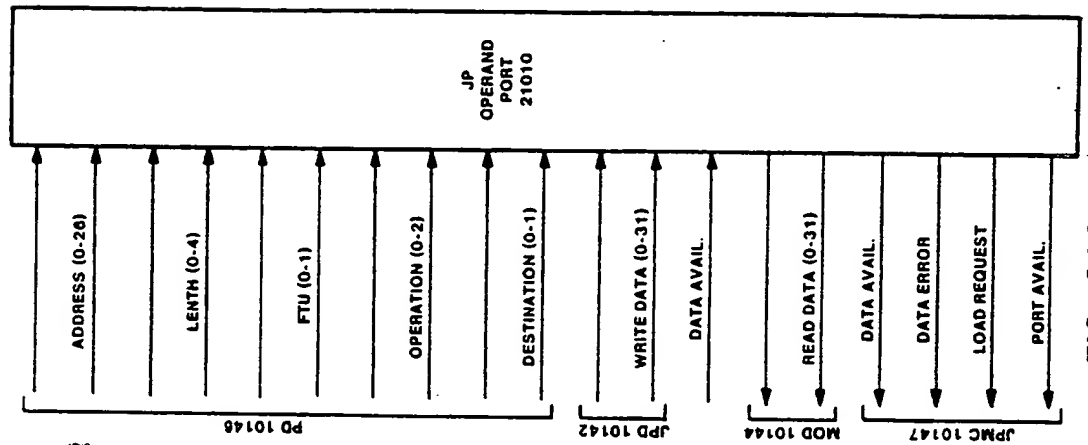 JP
OPERAND
PORT
21010
ADDRESS (0-26)
LENTH (0-4)
FTU (0-1)
OPERATION (0-2)
DESTINATION (0-1)
WRITE DATA (0-31)
DATA AVAIL.
READ DATA (0-31)
DATA AVAIL.
DATA ERROR
LOAD REQUEST
PORT AVAIL.
PD 10146
JPD 10142
MOD 10144
JPMC 10147